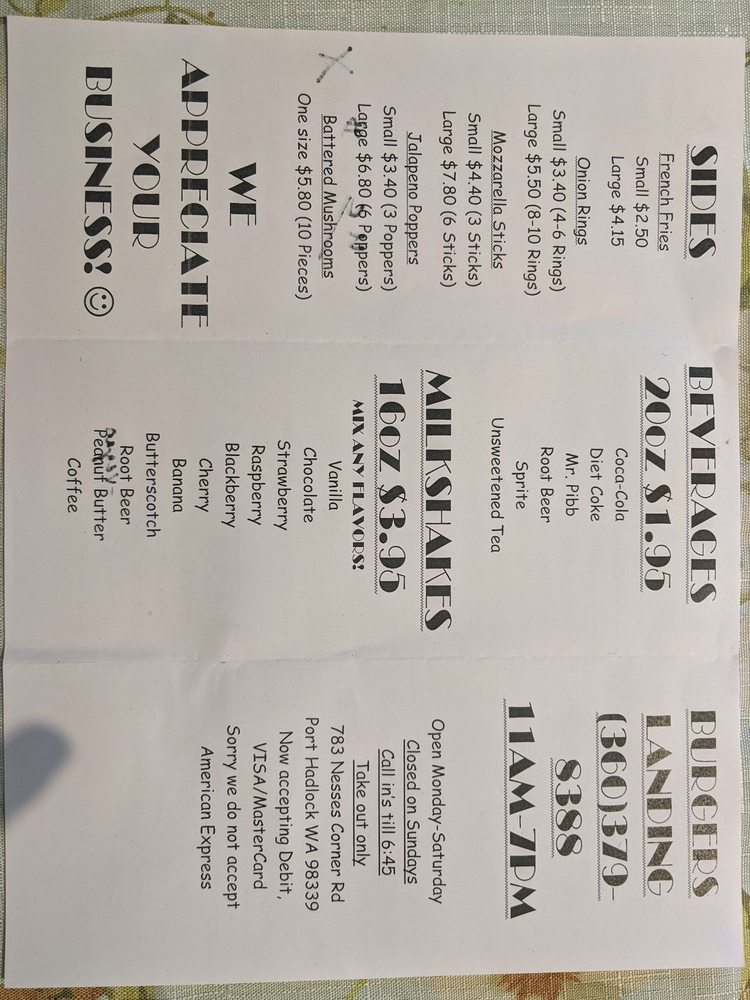 SIDES
French Fries
Small $2.50
Large $4.15
Onion Rings
Small $3.40 (4-6 Rings)
Large $5.50 (8-10 Rings)
Mozzarella Sticks
Small $4.40 (3 Sticks)
Large $7.80 (6 Sticks)
Jalapeno Poppers
Small $3.40 (3 Poppers)
Large $6.80 (6 Poppers)
Battered Mushrooms
One size $5.80 (10 Pieces)
WE
APPRECIATE
YOUR
BUSINESS! ☺
BEVERAGES
20oz $1.95
Coca-Cola
Diet Coke
Mr. Pibb
Root Beer
Sprite
Unsweetened Tea
MILKSHAKES
16oz $3.95
MIX ANY FLAVORS!
Vanilla
Chocolate
Strawberry
Raspberry
Blackberry
Cherry
Banana
Butterscotch
Root Beer
Peanut Butter
Coffee
BURGERS
LANDING
(360)379-
8388
11AM-7PM
Open Monday-Saturday
Closed on Sundays
Call in's till 6:45
Take out only
783 Nesses Corner Rd
Port Hadlock WA 98339
Now accepting Debit,
VISA/MasterCard
Sorry we do not accept
American Express